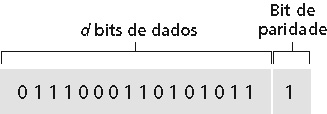 d bits de dados
Bit de
paridade
0 1 1 1 0 0 0 1 1 0 1 0 1 0 1 1
1